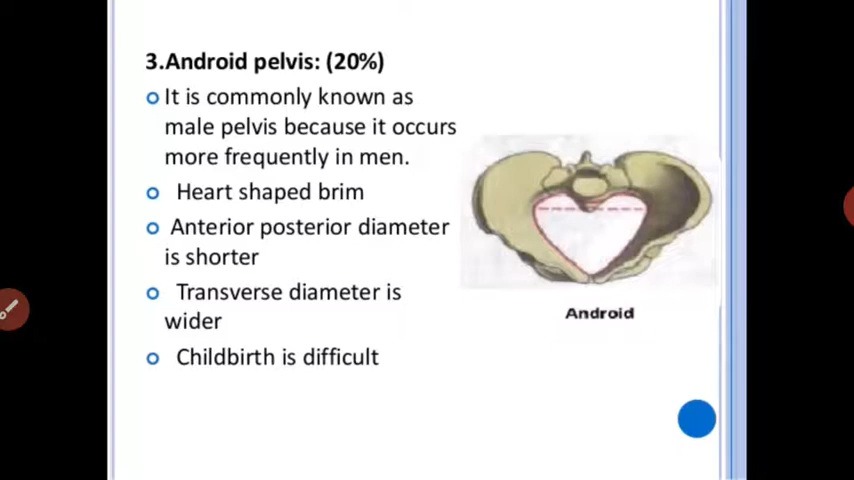 3.Android pelvis: (20%)
It is commonly known as
male pelvis because it occurs
more frequently in men.
Heart shaped brim
Anterior posterior diameter
is shorter
Transverse diameter is
wider
Childbirth is difficult
Android